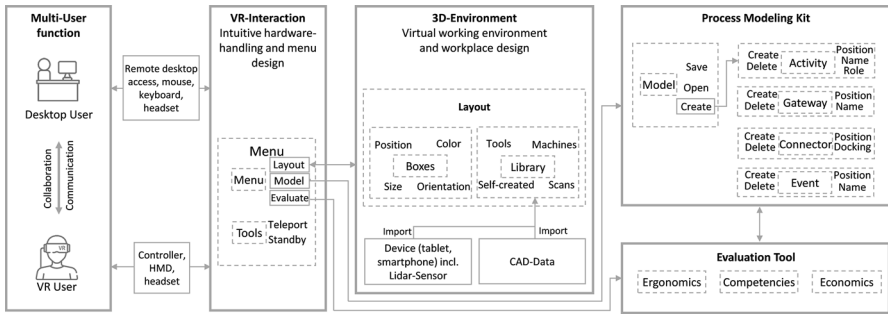 Multi-User
function
Desktop User
Collaboration
Communication
VR
VR User
Remote desktop
access, mouse,
keyboard,
headset
Controller,
HMD,
headset
VR-Interaction
Intuitive hardware-
handling and menu
design
Menu
Menu
Layout
Model
Evaluate
Tools
Teleport
Standby
3D-Environment
Virtual working environment
and workplace design
Layout
Position
Color
Boxes
Size
Orientation
Tools
Machines
Library
Self-created
Scans
Import
Import
Device (tablet,
smartphone) incl.
Lidar-Sensor
CAD-Data
Process Modeling Kit
Model
Save
Open
Create
Create
Delete
Activity
Position
Name
Role
Create
Delete
Gateway
Position
Name
Create
Delete
Connector
Position
Docking
Create
Delete
Event
Position
Name
Evaluation Tool
Ergonomics
Competencies
Economics